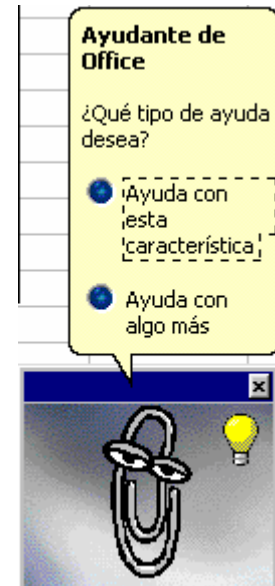 Ayudante de
Office
¿Qué tipo de ayuda
desea?
Ayuda con
esta
característica
Ayuda con
algo más